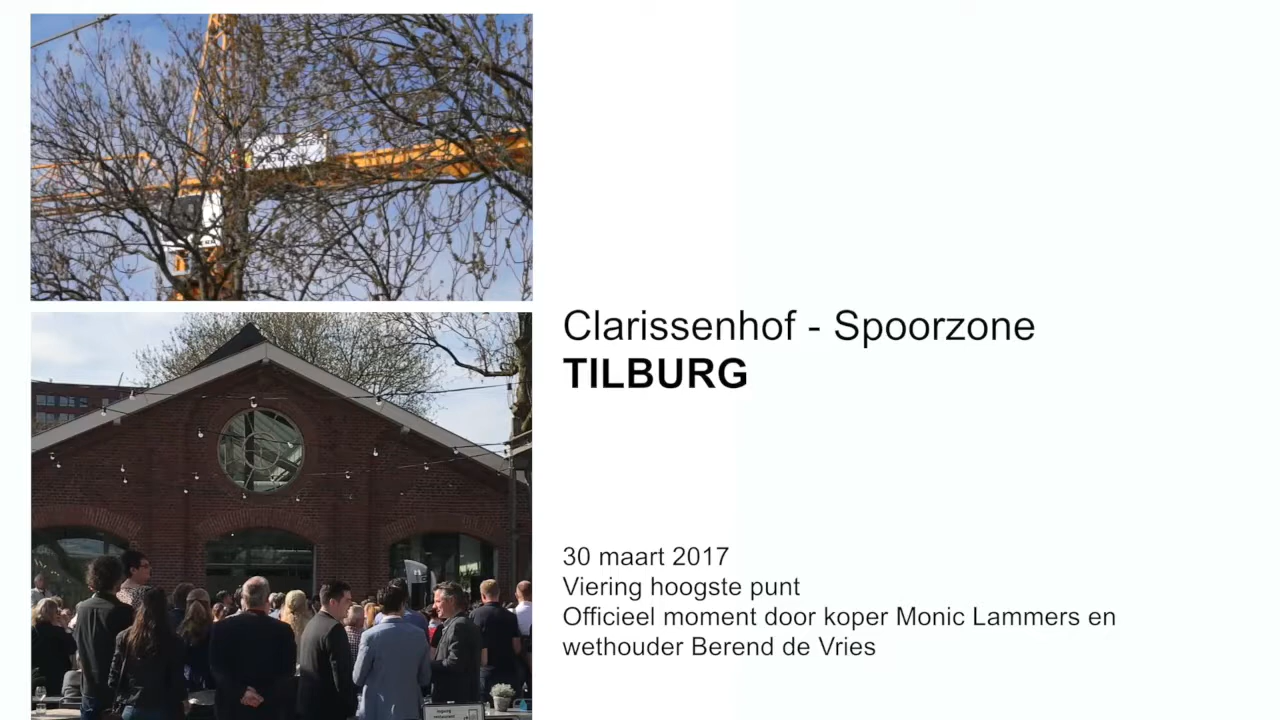 Clarissenhof - Spoorzone
TILBURG
30 maart 2017
Viering hoogste punt
Officieel moment door koper Monic Lammers en
wethouder Berend de Vries